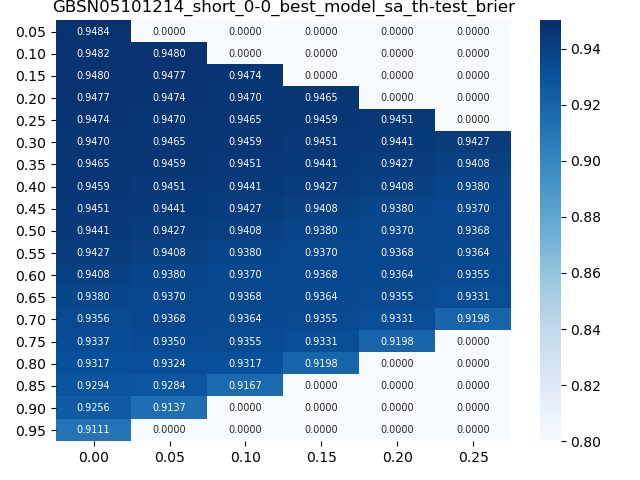 GBSN05101214_short_0-0_best_model_sa_th-test_brier
0.05 0.9484 0.0000 0.0000 0.0000 0.0000 0.0000
0.10 0.9482 0.9480 0.0000 0.0000 0.0000 0.0000
0.15 0.9480 0.9477 0.9474 0.0000 0.0000 0.0000
0.20 0.9477 0.9474 0.9470 0.9465 0.0000 0.0000
0.25 0.9474 0.9470 0.9465 0.9459 0.9451 0.0000
0.30 0.9470 0.9465 0.9459 0.9451 0.9441 0.9427
0.35 0.9465 0.9459 0.9451 0.9441 0.9427 0.9408
0.40 0.9459 0.9451 0.9441 0.9427 0.9408 0.9380
0.45 0.9451 0.9441 0.9427 0.9408 0.9380 0.9370
0.50 0.9441 0.9427 0.9408 0.9380 0.9370 0.9368
0.55 0.9427 0.9408 0.9380 0.9370 0.9368 0.9364
0.60 0.9408 0.9380 0.9370 0.9368 0.9364 0.9355
0.65 0.9380 0.9370 0.9368 0.9364 0.9355 0.9331
0.70 0.9356 0.9368 0.9364 0.9355 0.9331 0.9198
0.75 0.9337 0.9350 0.9355 0.9331 0.9198 0.0000
0.80 0.9317 0.9324 0.9317 0.9198 0.0000 0.0000
0.85 0.9294 0.9284 0.9167 0.0000 0.0000 0.0000
0.90 0.9256 0.9137 0.0000 0.0000 0.0000 0.0000
0.95 0.9111 0.0000 0.0000 0.0000 0.0000 0.0000
0.00 0.05 0.10 0.15 0.20 0.25
0.94
0.92
0.90
0.88
0.86
0.84
0.82
0.80